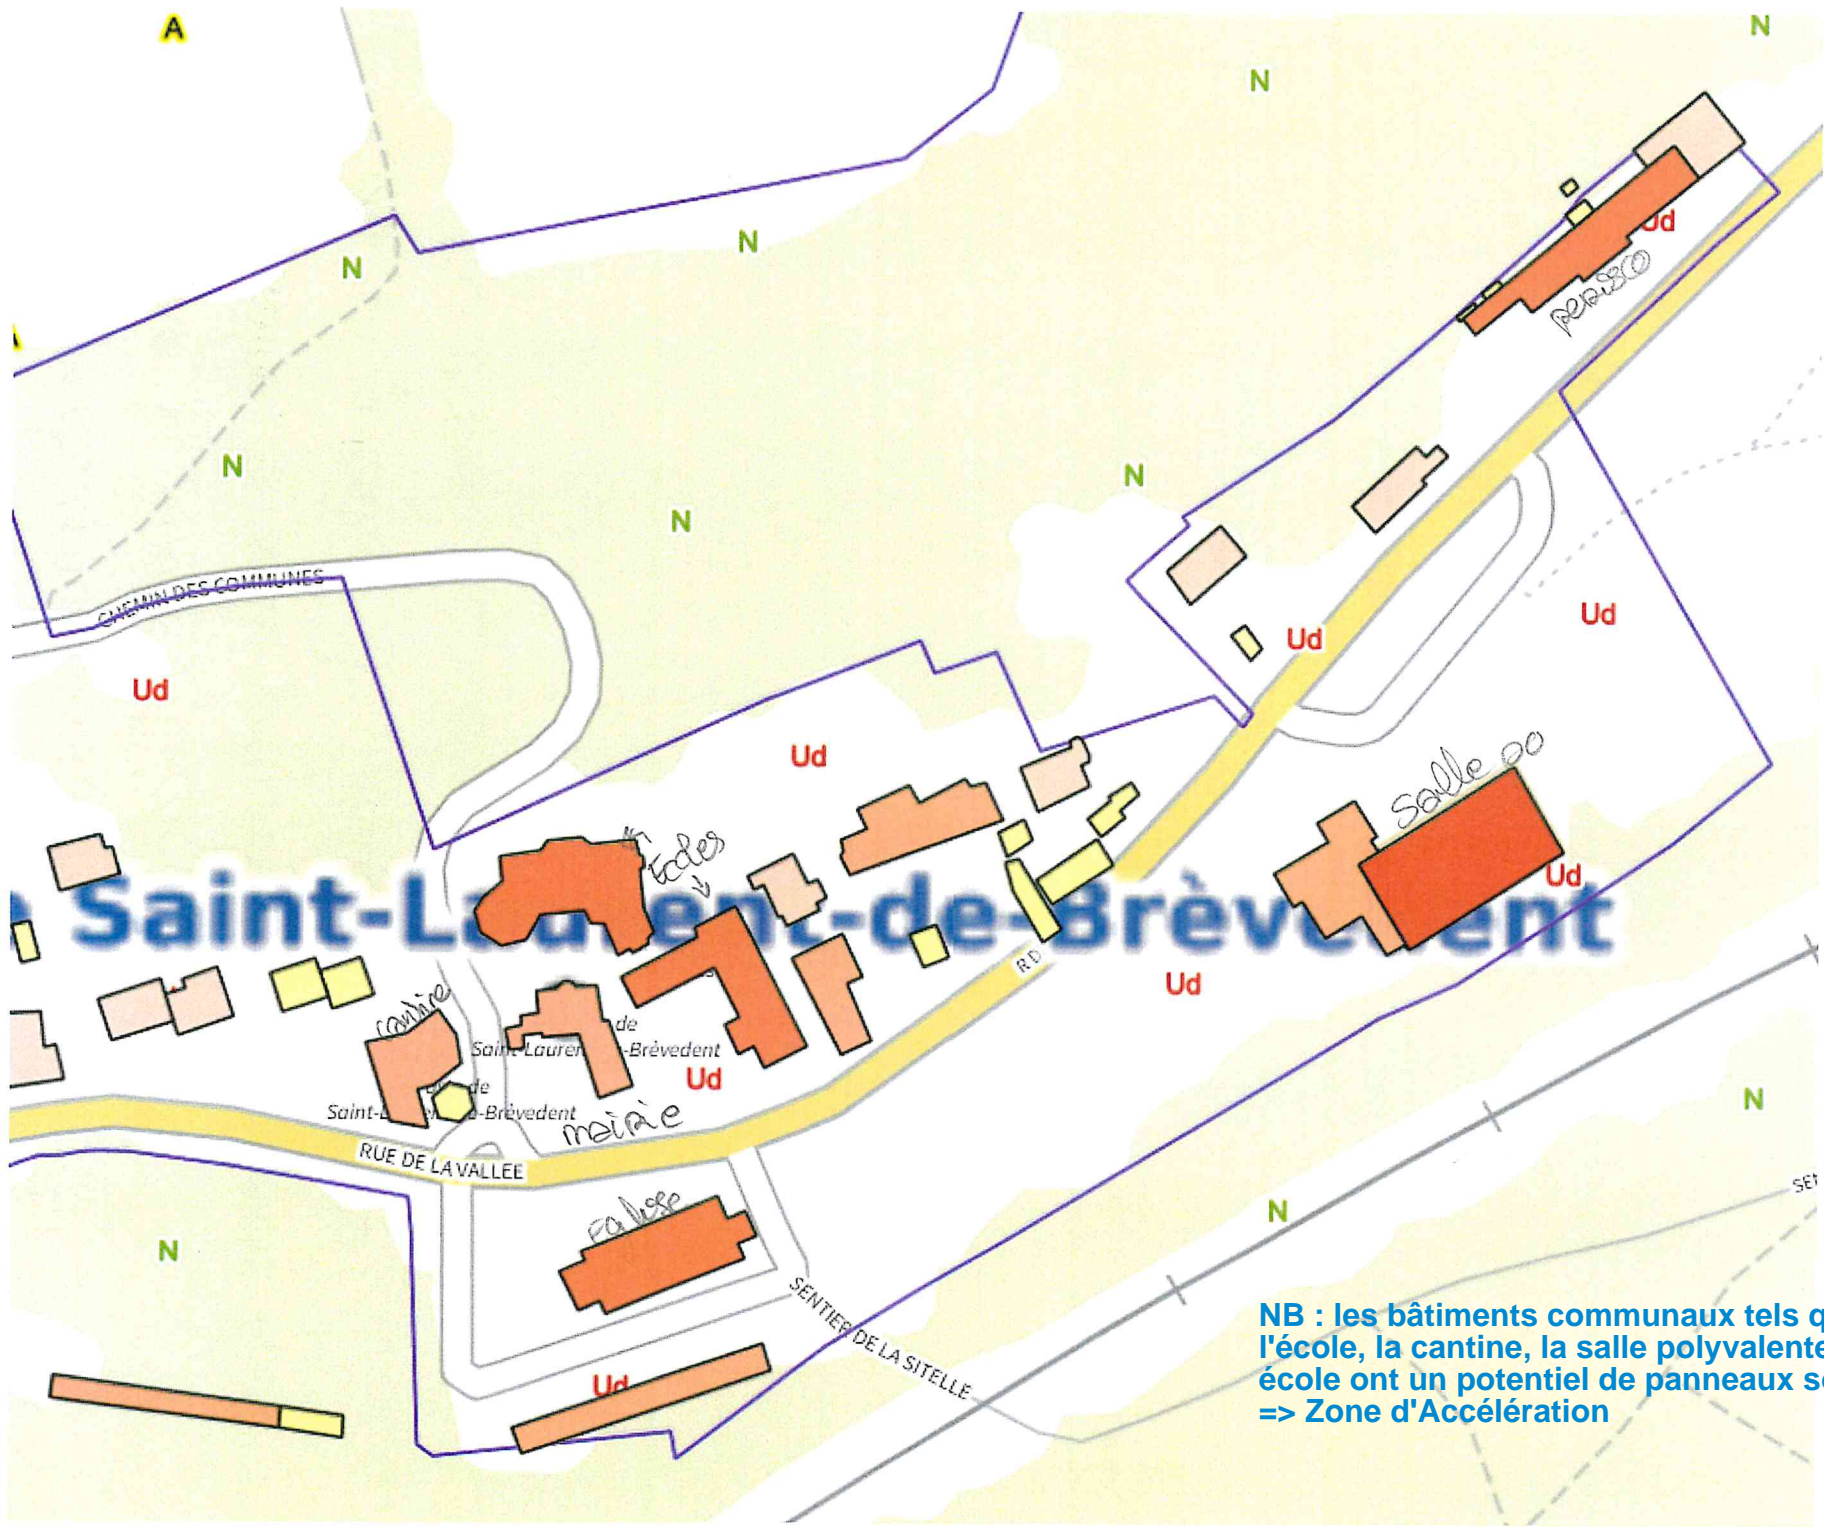 A
N
N
N
N
Ud
perisco
N
N
N
CHEMIN DES COMMUNES
Ud
Ud
Ud
Ud
Salle
Ecoles
Ud
Saint-Laurent-de-Brèvedent
RD
Ud
cantine
de
Saint-Laurent-de-Brèvedent
Ud
de
Saint-Laurent-de-Brèvedent
mairie
N
RUE DE LA VALLEE
Eglise
N
N
SENTIER DE LA SITELLE
Ud
NB : les bâtiments communaux tels q
l'école, la cantine, la salle polyvalente
école ont un potentiel de panneaux s
=> Zone d'Accélération